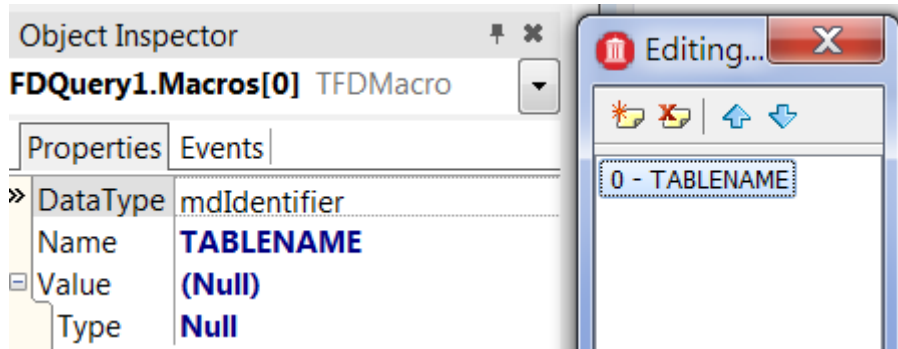 Object Inspector
FDQuery1.Macros[0] TFDMacro
Properties Events
DataType mdIdentifier
Name TABLENAME
Value (Null)
Type Null
Editing...
0 - TABLENAME